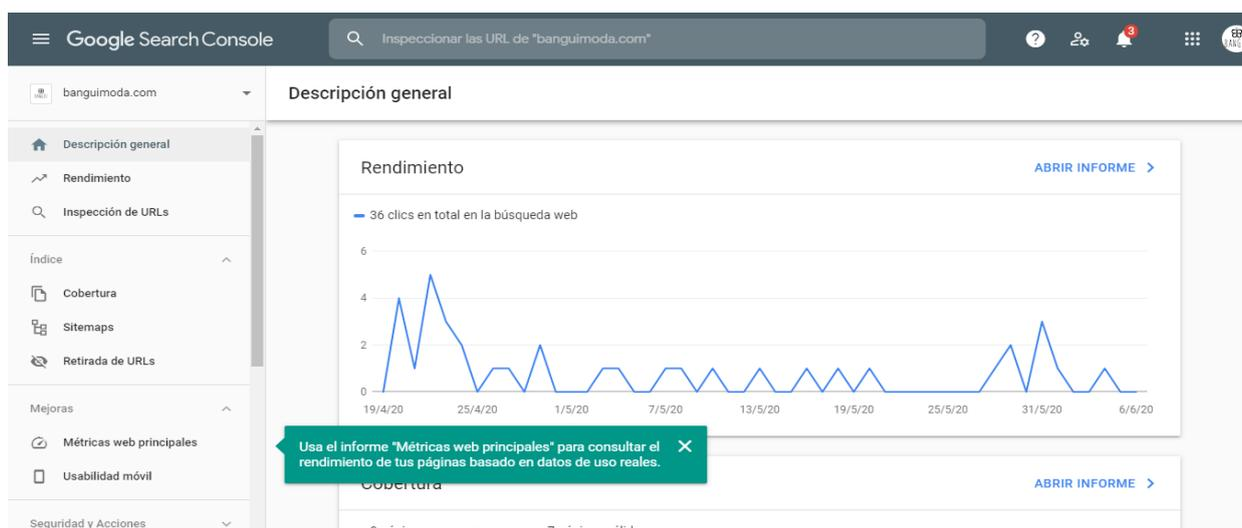 Google Search Console
Inspeccionar las URL de "banguimoda.com"
3
banguimoda.com
Descripción general
Descripción general
Rendimiento
Inspección de URLs
Índice
Cobertura
Sitemaps
Retirada de URLs
Mejoras
Métricas web principales
Usabilidad móvil
Seguridad y Acciones
Rendimiento
ABRIR INFORME
36 clics en total en la búsqueda web
6
4
2
0
19/4/20 25/4/20 1/5/20 7/5/20 13/5/20 19/5/20 25/5/20 31/5/20 6/6/20
Usa el informe "Métricas web principales" para consultar el
rendimiento de tus páginas basado en datos de uso reales.
Cobertura
ABRIR INFORME